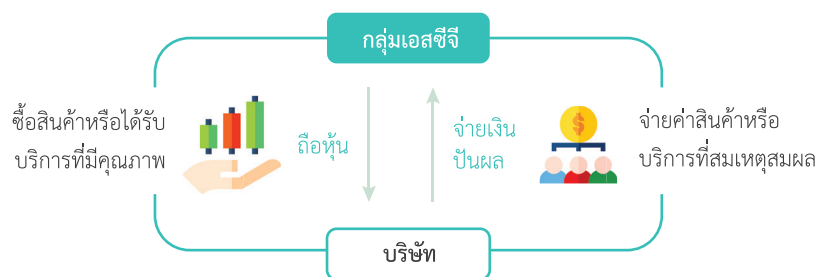 กลุ่มเอสซีจี
ซื้อสินค้าหรือได้รับ
บริการที่มีคุณภาพ
ถือหุ้น
จ่ายเงิน
ปันผล
จ่ายค่าสินค้าหรือ
บริการที่สมเหตุสมผล
บริษัท